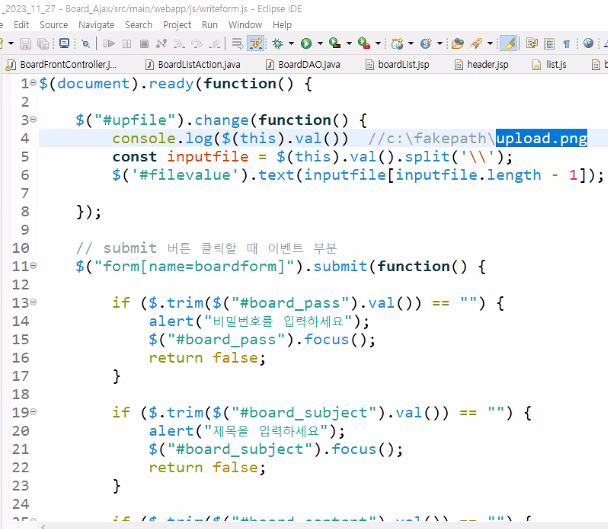 _2023_11_27 - Board_Ajax/src/main/webapp/js/writeform.js - Eclipse IDE
Edit Source Navigate Search Project Run Window Help
BoardFrontController.j... BoardListAction.java BoardDAO.java boardList.jsp header.jsp list.js b
1 $(document).ready(function() {
2
3 $("#upfile").change(function() {
4 console.log($(this).val()) //c:\fakepath\upload.png
5 const inputfile = $(this).val().split('\\');
6 $('#filevalue').text(inputfile[inputfile.length - 1]);
7
8 });
9
10 // submit 버튼 클릭할 때 이벤트 부분
11 $("form[name=boardform]").submit(function() {
12
13 if ($.trim($("#board_pass").val()) == "") {
14 alert("비밀번호를 입력하세요");
15 $("#board_pass").focus();
16 return false;
17 }
18
19 if ($.trim($("#board_subject").val()) == "") {
20 alert("제목을 입력하세요");
21 $("#board_subject").focus();
22 return false;
23 }
24
25 if ($.trim($("#board_content").val()) == "") {